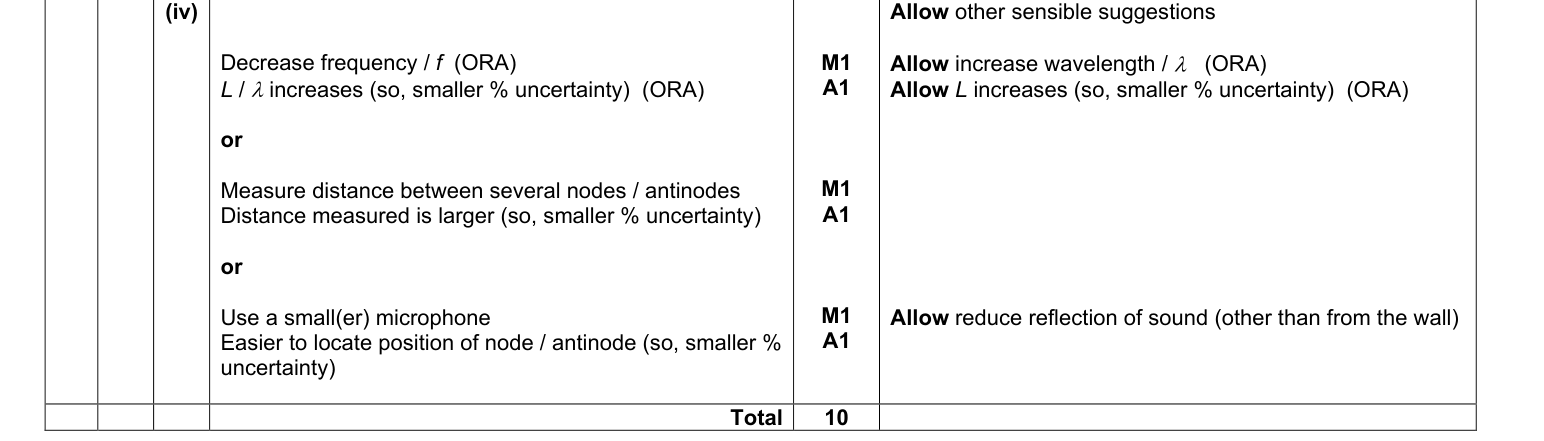 (iv)
Allow other sensible suggestions
Decrease frequency / f (ORA) M1 Allow increase wavelength / λ (ORA)
L / λ increases (so, smaller % uncertainty) (ORA) A1 Allow L increases (so, smaller % uncertainty) (ORA)
or
Measure distance between several nodes / antinodes M1
Distance measured is larger (so, smaller % uncertainty) A1
or
Use a small(er) microphone M1 Allow reduce reflection of sound (other than from the wall)
Easier to locate position of node / antinode (so, smaller % A1
uncertainty)
Total 10